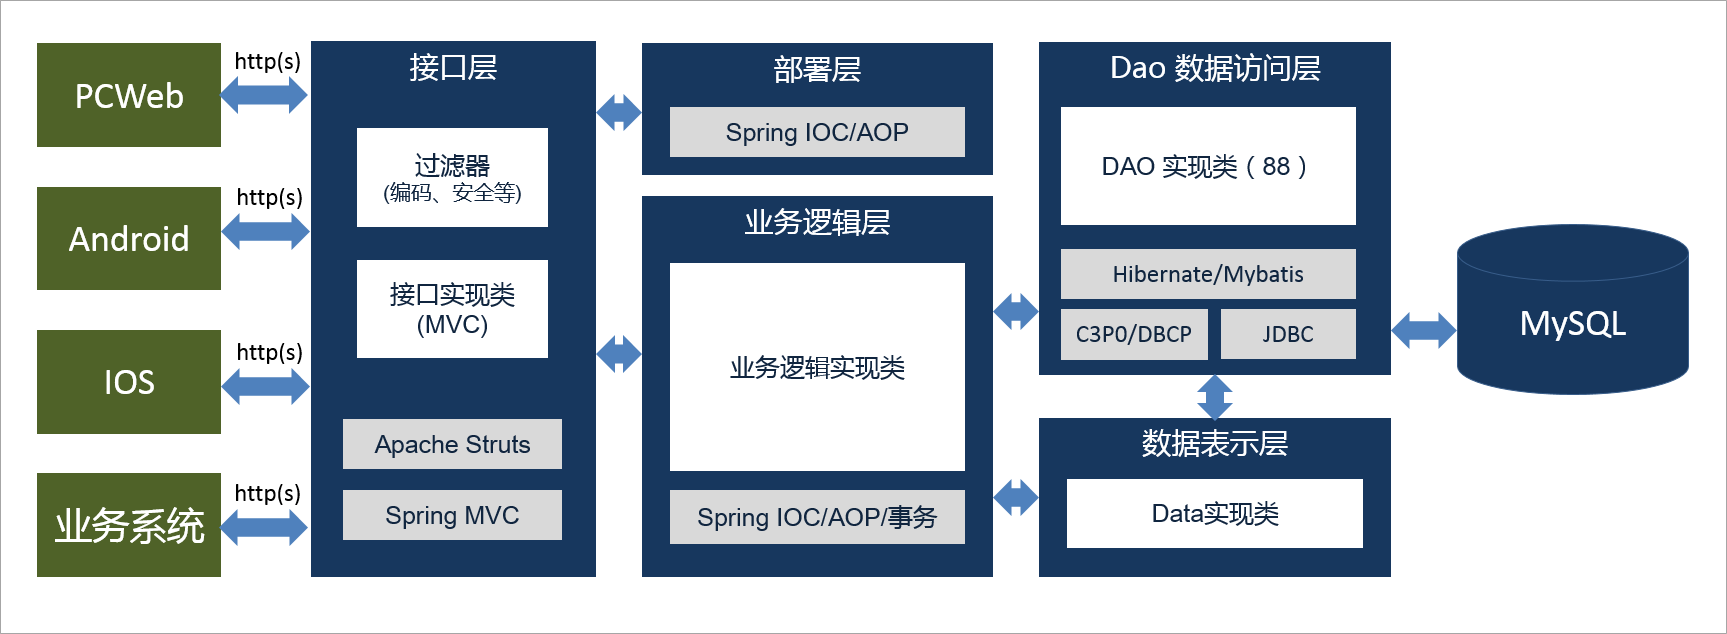 PCWeb
http(s)
Android
http(s)
IOS
http(s)
业务系统
http(s)
接口层
过滤器
(编码、安全等)
接口实现类
(MVC)
Apache Struts
Spring MVC
部署层
Spring IOC/AOP
业务逻辑层
业务逻辑实现类
Spring IOC/AOP/事务
Dao 数据访问层
DAO 实现类（88）
Hibernate/Mybatis
C3P0/DBCP
JDBC
数据表示层
Data实现类
MySQL